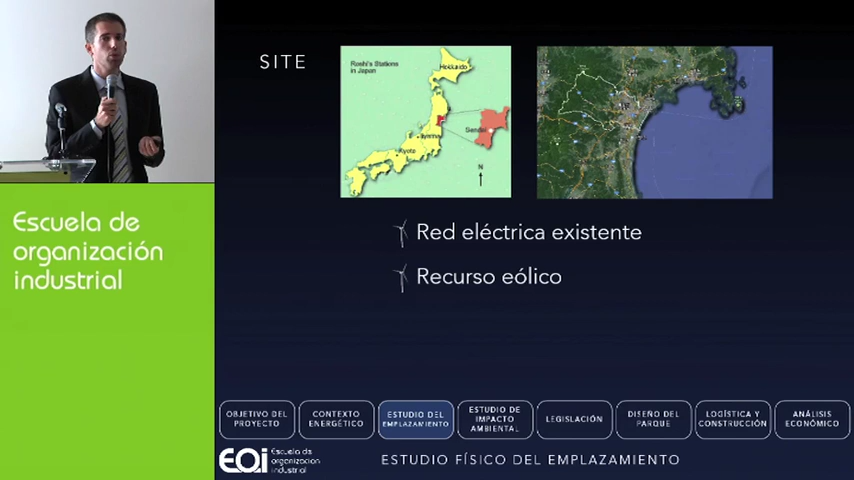 Escuela de
organización
industrial
SITE
Roshi's Stations
in Japan
Hokkaido
Sendai
Kyoto
N
Red eléctrica existente
Recurso eólico
OBJETIVO DEL
PROYECTO
CONTEXTO
ENERGÉTICO
ESTUDIO DEL
EMPLAZAMIENTO
ESTUDIO DE
IMPACTO
AMBIENTAL
LEGISLACIÓN
DISEÑO DEL
PARQUE
LOGÍSTICA Y
CONSTRUCCIÓN
ANÁLISIS
ECONÓMICO
EOi
Escuela de
organización
industrial
ESTUDIO FÍSICO DEL EMPLAZAMIENTO